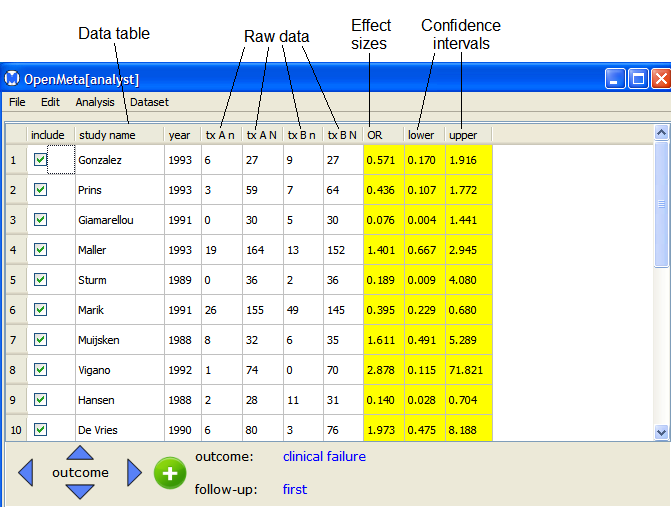 Data table
Raw data
Effect
sizes
Confidence
intervals
OpenMeta[analyst]
File Edit Analysis Dataset
include study name year tx A n tx A N tx B n tx B N OR lower upper
1 Gonzalez 1993 6 27 9 27 0.571 0.170 1.916
2 Prins 1993 3 59 7 64 0.436 0.107 1.772
3 Giamarellou 1991 0 30 5 30 0.076 0.004 1.441
4 Maller 1993 19 164 13 152 1.401 0.667 2.945
5 Sturm 1989 0 36 2 36 0.189 0.009 4.080
6 Marik 1991 26 155 49 145 0.395 0.229 0.680
7 Muijsken 1988 8 32 6 35 1.611 0.491 5.289
8 Vigano 1992 1 74 0 70 2.878 0.115 71.821
9 Hansen 1988 2 28 11 31 0.140 0.028 0.704
10 De Vries 1990 6 80 3 76 1.973 0.475 8.188
outcome
outcome: clinical failure
follow-up: first